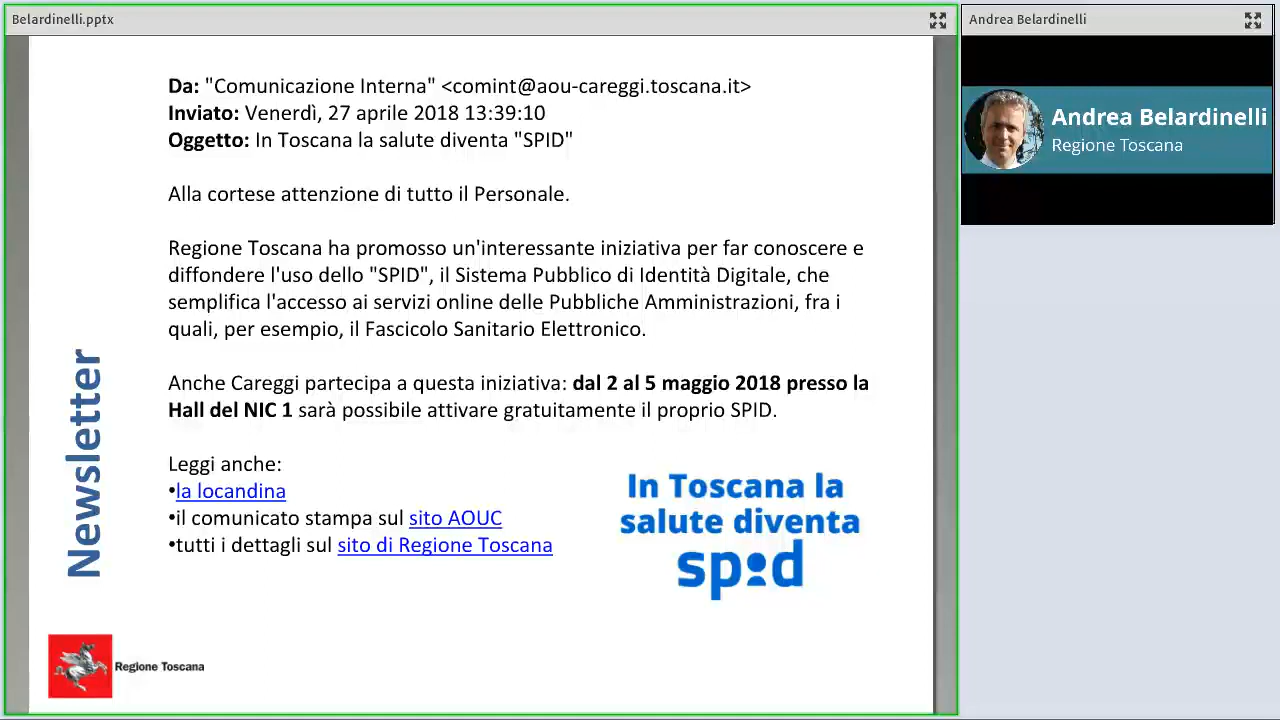 Belardinelli.pptx
Andrea Belardinelli
Andrea Belardinelli
Regione Toscana
Da: "Comunicazione Interna" <comint@aou-careggi.toscana.it>
Inviato: Venerdì, 27 aprile 2018 13:39:10
Oggetto: In Toscana la salute diventa "SPID"
Alla cortese attenzione di tutto il Personale.
Regione Toscana ha promosso un'interessante iniziativa per far conoscere e
diffondere l'uso dello "SPID", il Sistema Pubblico di Identità Digitale, che
semplifica l'accesso ai servizi online delle Pubbliche Amministrazioni, fra i
quali, per esempio, il Fascicolo Sanitario Elettronico.
Anche Careggi partecipa a questa iniziativa: dal 2 al 5 maggio 2018 presso la
Hall del NIC 1 sarà possibile attivare gratuitamente il proprio SPID.
Leggi anche:
•la locandina
•il comunicato stampa sul sito AOUC
•tutti i dettagli sul sito di Regione Toscana
Newsletter
In Toscana la
salute diventa
spid
Regione Toscana